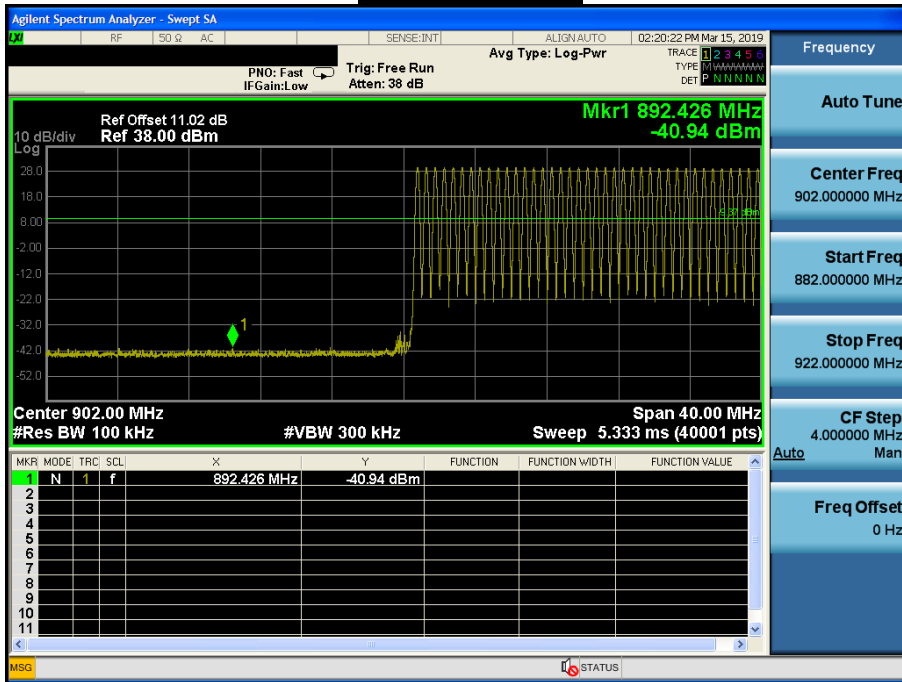 Agilent Spectrum Analyzer - Swept SA
LXI RF 50 Ω AC SENSE:INT ALIGN AUTO 02:20:22 PM Mar 15, 2019
Avg Type: Log-Pwr TRACE 1 2 3 4 5 6
PNO: Fast Trig: Free Run TYPE M WWWWW
IFGain:Low Atten: 38 dB DET P N N N N N
Mkr1 892.426 MHz
-40.94 dBm
Ref Offset 11.02 dB
10 dB/div Ref 38.00 dBm
Log
28.0
18.0
8.00
-2.00
-12.0
-22.0
-32.0
-42.0
-52.0
1
9.37 dBm
Center 902.00 MHz Span 40.00 MHz
#Res BW 100 kHz #VBW 300 kHz Sweep 5.333 ms (40001 pts)
MKR MODE TRC SCL X Y FUNCTION FUNCTION WIDTH FUNCTION VALUE
1 N 1 f 892.426 MHz -40.94 dBm
2
3
4
5
6
7
8
9
10
11
MSG STATUS
Frequency
Auto Tune
Center Freq
902.000000 MHz
Start Freq
882.000000 MHz
Stop Freq
922.000000 MHz
CF Step
4.000000 MHz
Auto Man
Freq Offset
0 Hz